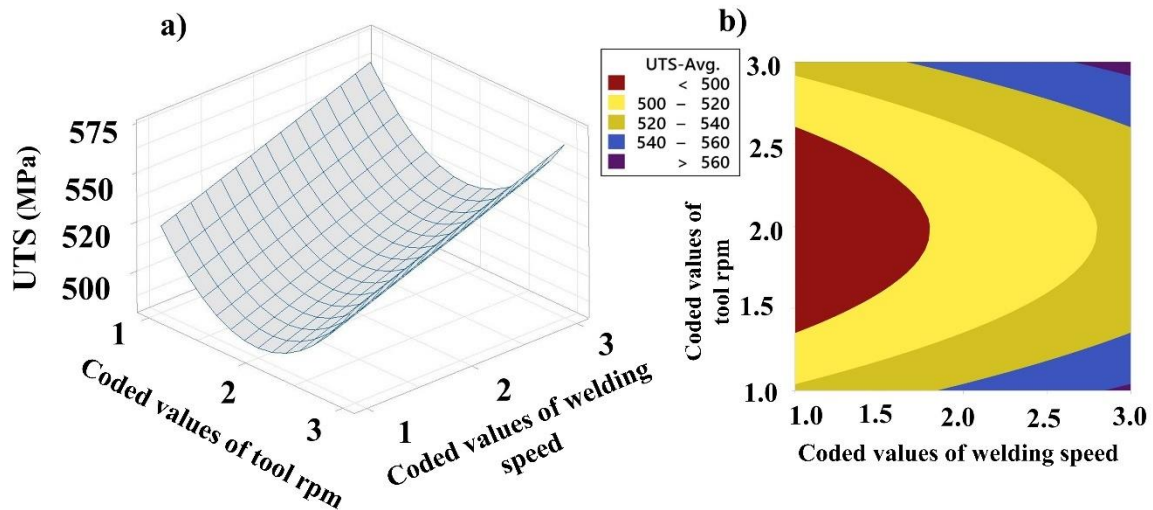 a)
575
550
520
500
UTS (MPa)
1
2
3
Coded values of tool rpm
1
2
3
Coded values of welding
speed
b)
UTS-Avg.
< 500
500 – 520
520 – 540
540 – 560
> 560
3.0
2.5
2.0
1.5
1.0
Coded values of
tool rpm
1.0 1.5 2.0 2.5 3.0
Coded values of welding speed